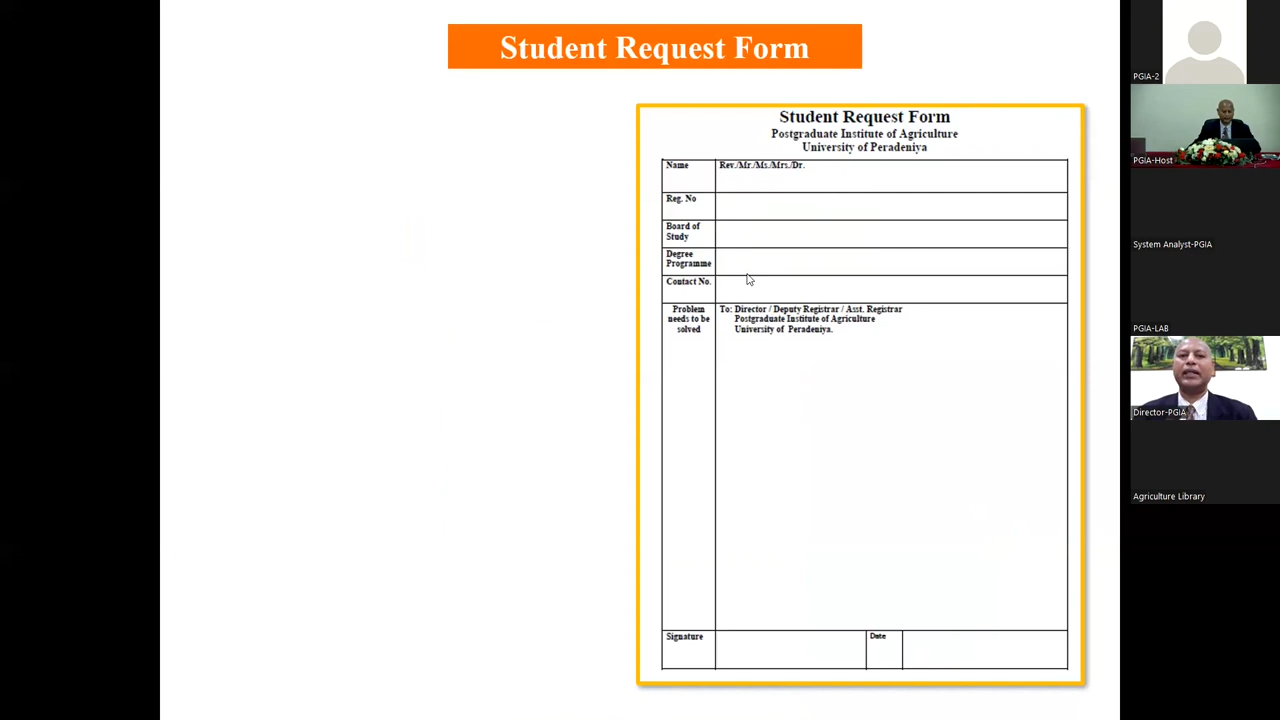 Student Request Form
Student Request Form
Postgraduate Institute of Agriculture
University of Peradeniya
Name
Rev./Mr./Ms./Mrs./Dr.
Reg. No
Board of
Study
Degree
Programme
Contact No.
Problem
needs to be
solved
To: Director / Deputy Registrar / Asst. Registrar
Postgraduate Institute of Agriculture
University of Peradeniya.
Signature
Date
PGIA-2
PGIA-Host
System Analyst-PGIA
PGIA-LAB
Director-PGIA
Agriculture Library